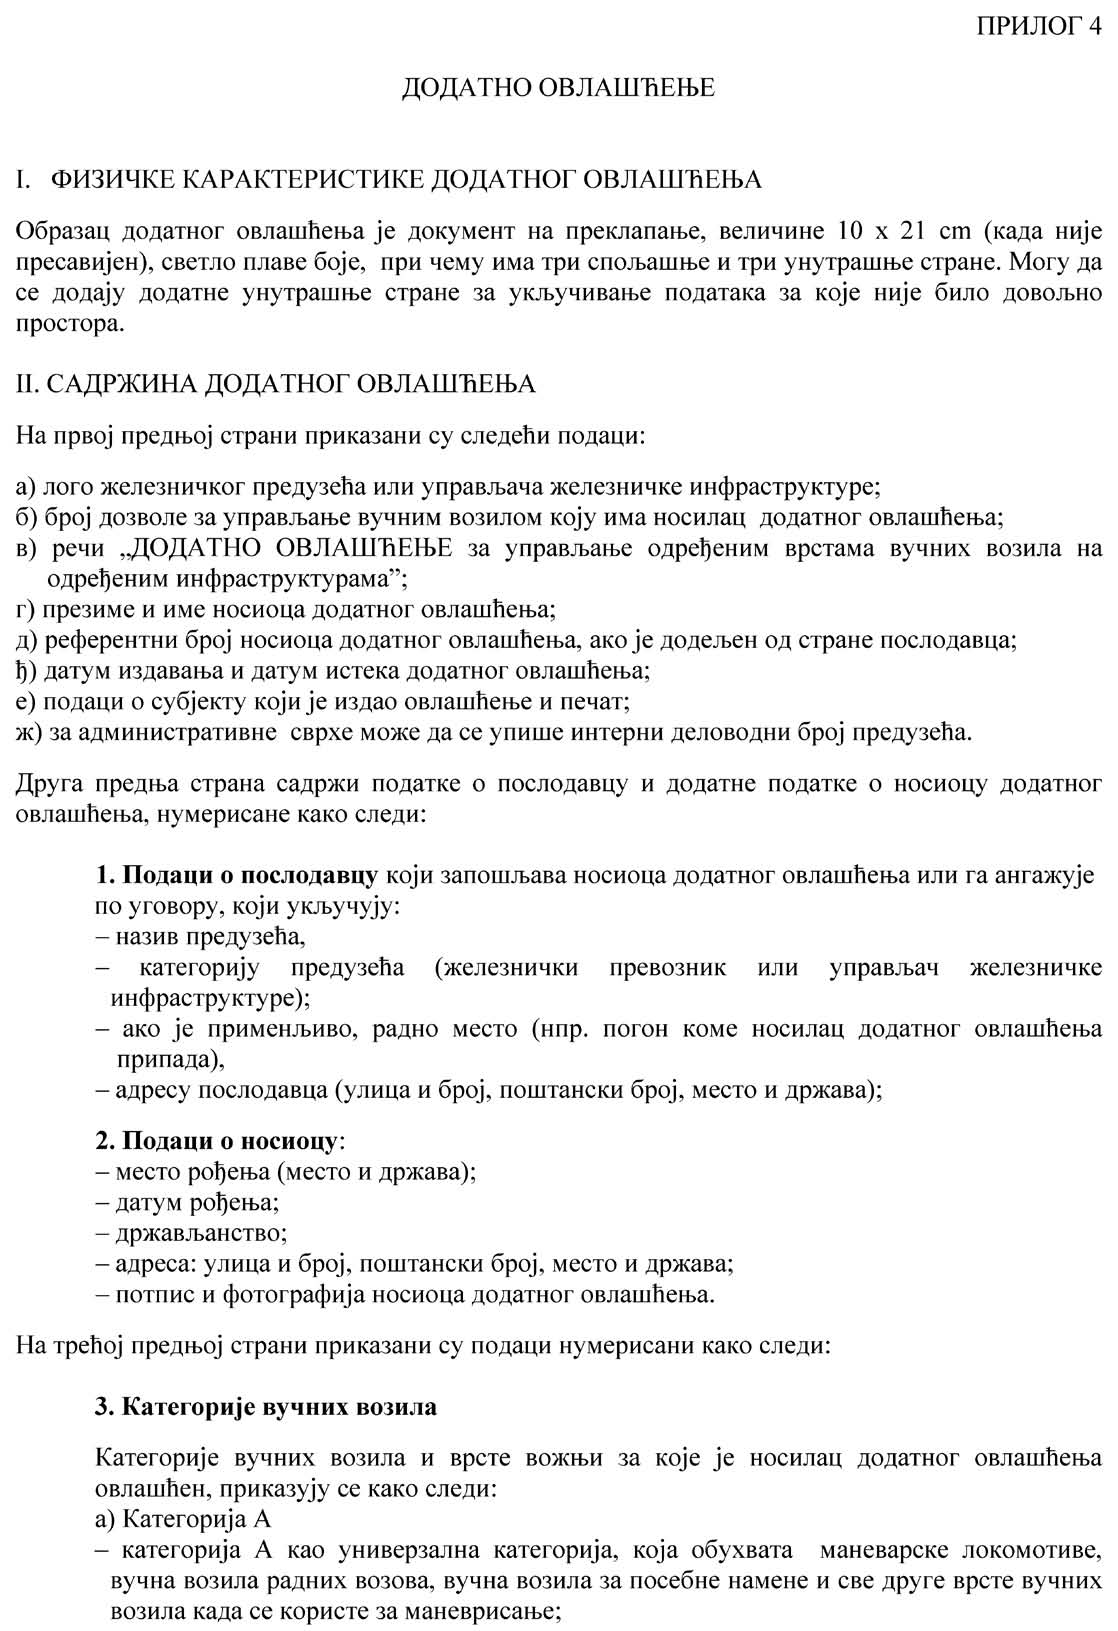 ПРИЛОГ 4
ДОДАТНО ОВЛАШЋЕЊЕ
I. ФИЗИЧКЕ КАРАКТЕРИСТИКЕ ДОДАТНОГ ОВЛАШЋЕЊА
Образац додатног овлашћења је документ на преклапање, величине 10 x 21 cm (када није
пресавијен), светло плаве боје, при чему има три спољашње и три унутрашње стране. Могу да
се додају додатне унутрашње стране за укључивање података за које није било довољно
простора.
II. САДРЖИНА ДОДАТНОГ ОВЛАШЋЕЊА
На првој предњој страни приказани су следећи подаци:
а) лого железничког предузећа или управљача железничке инфраструктуре;
б) број дозволе за управљање вучним возилом коју има носилац додатног овлашћења;
в) речи „ДОДАТНО ОВЛАШЋЕЊЕ за управљање одређеним врстама вучних возила на
одређеним инфраструктурама”;
г) презиме и име носиоца додатног овлашћења;
д) референтни број носиоца додатног овлашћења, ако је додељен од стране послодавца;
ђ) датум издавања и датум истека додатног овлашћења;
е) подаци о субјекту који је издао овлашћење и печат;
ж) за административне сврхе може да се упише интерни деловодни број предузећа.
Друга предња страна садржи податке о послодавцу и додатне податке о носиоцу додатног
овлашћења, нумерисане како следи:
1. Подаци о послодавцу који запошљава носиоца додатног овлашћења или га ангажује
по уговору, који укључују:
– назив предузећа,
– категорију предузећа (железнички превозник или управљач железничке
инфраструктуре);
– ако је применљиво, радно место (нпр. погон коме носилац додатног овлашћења
припада),
– адресу послодавца (улица и број, поштански број, место и држава);
2. Подаци о носиоцу:
– место рођења (место и држава);
– датум рођења;
– држављанство;
– адреса: улица и број, поштански број, место и држава;
– потпис и фотографија носиоца додатног овлашћења.
На трећој предњој страни приказани су подаци нумерисани како следи:
3. Категорије вучних возила
Категорије вучних возила и врсте вожњи за које је носилац додатног овлашћења
овлашћен, приказују се како следи:
а) Категорија А
– категорија А као универзална категорија, која обухвата маневарске локомотиве,
вучна возила радних возова, вучна возила за посебне намене и све друге врсте вучних
возила када се користе за маневрисање;